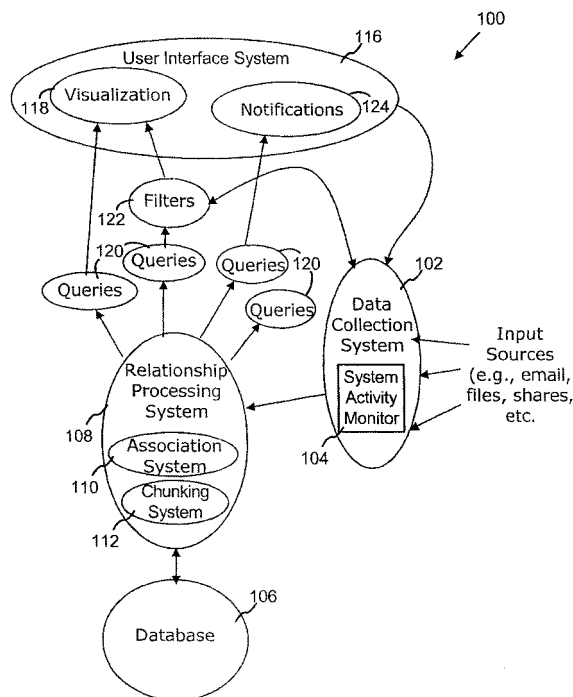 100
116
User Interface System
Visualization
118
Notifications
124
Filters
122
120
Queries
120
Queries
Queries
120
Queries
102
Data
Collection
System
System
Activity
Monitor
104
Input
Sources
(e.g., email,
files, shares,
etc.
Relationship
Processing
System
108
Association
System
110
Chunking
System
112
106
Database